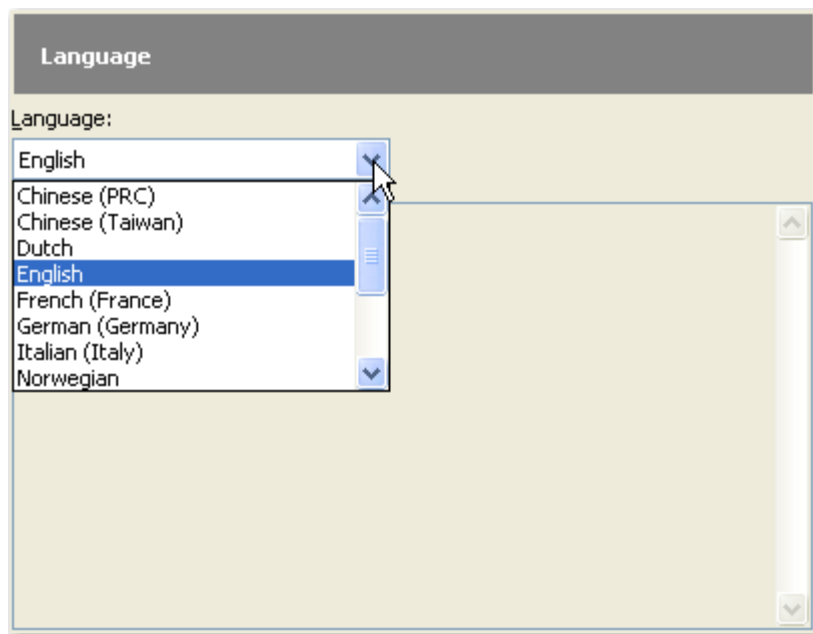 Language
Language:
English
Chinese (PRC)
Chinese (Taiwan)
Dutch
English
French (France)
German (Germany)
Italian (Italy)
Norwegian